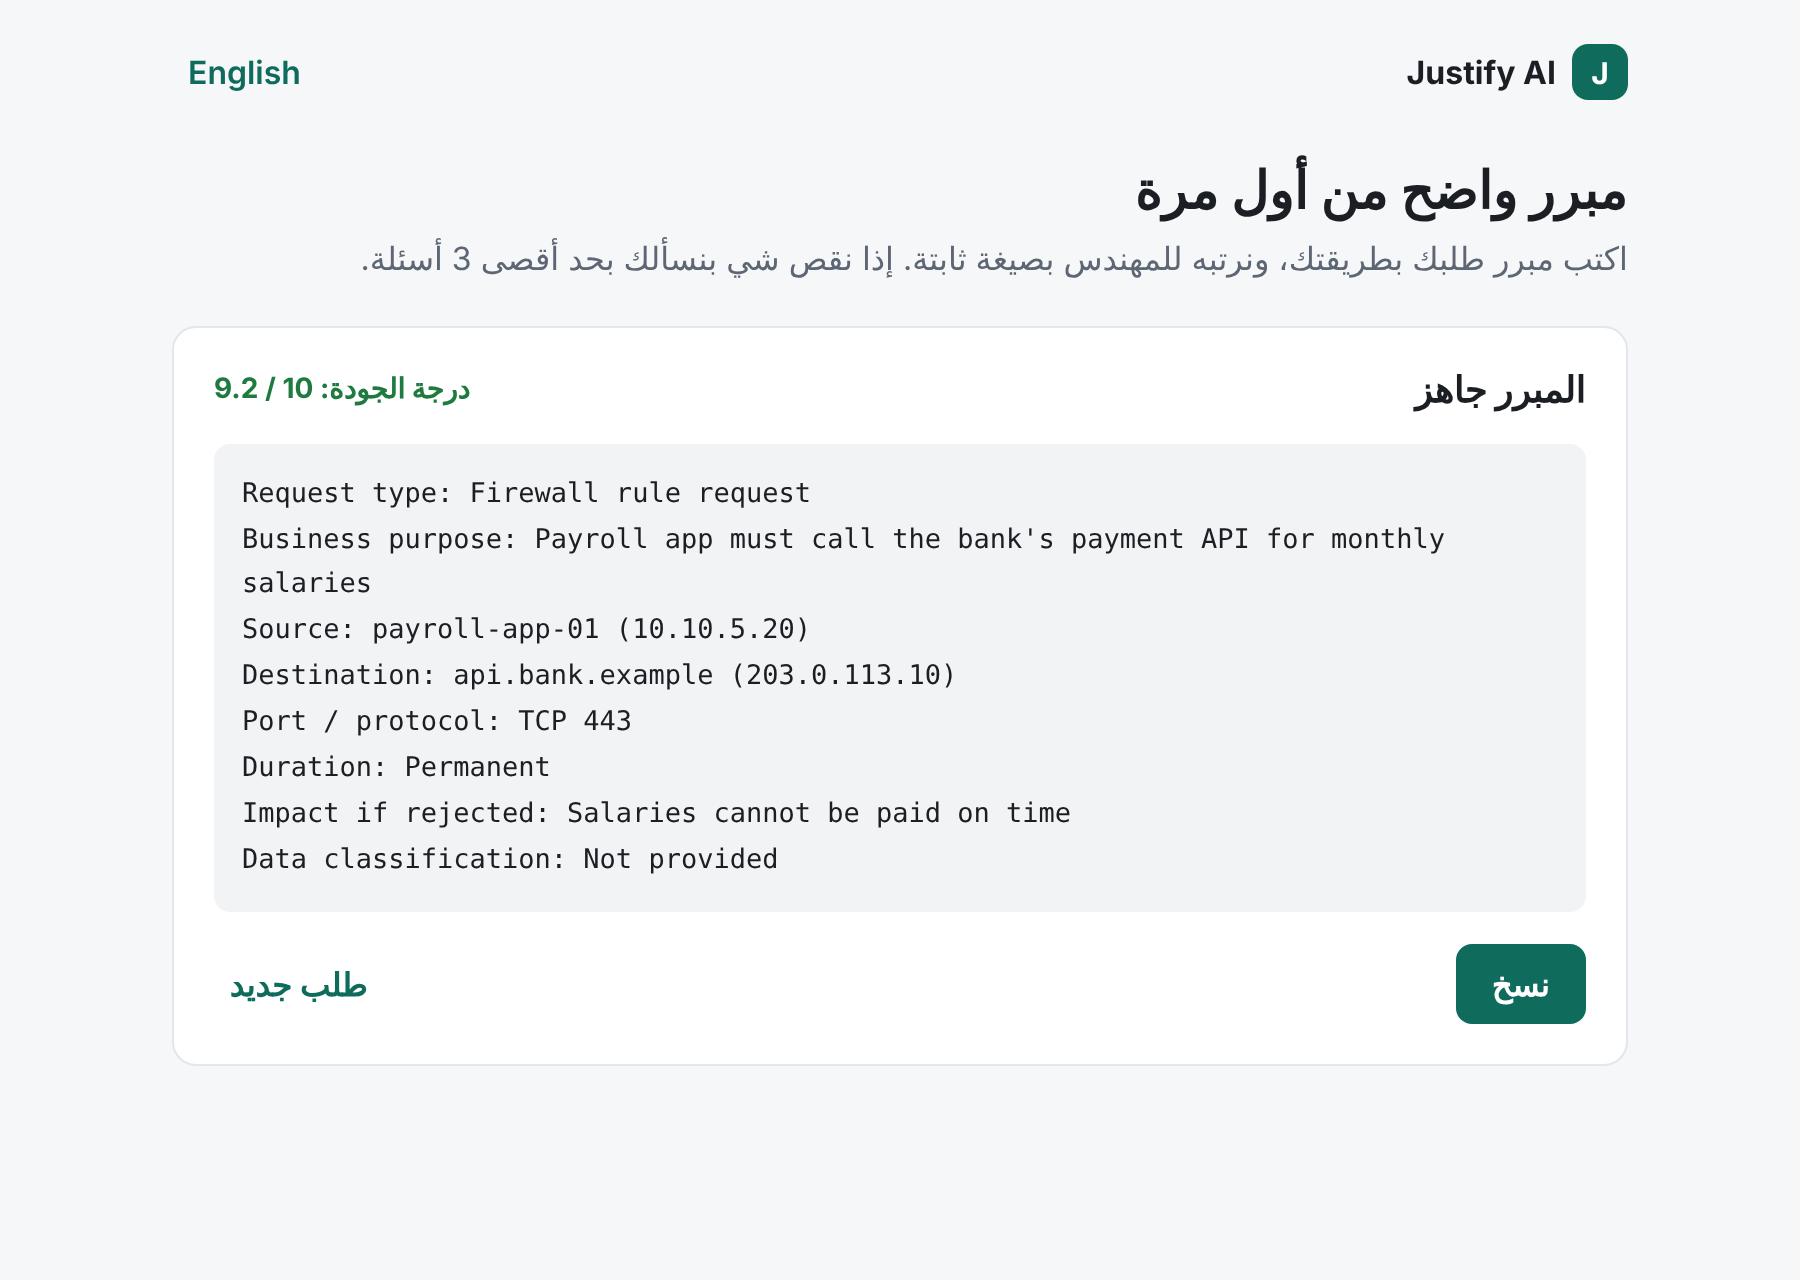 Justify AI
J
English
مبرر واضح من أول مرة
اكتب مبرر طلبك بطريقتك، ونرتبه للمهندس بصيغة ثابتة. إذا نقص شي بنسألك بحد أقصى 3 أسئلة.
المبرر جاهز
درجة الجودة: 10 / 9.2
Request type: Firewall rule request
Business purpose: Payroll app must call the bank's payment API for monthly
salaries
Source: payroll-app-01 (10.10.5.20)
Destination: api.bank.example (203.0.113.10)
Port / protocol: TCP 443
Duration: Permanent
Impact if rejected: Salaries cannot be paid on time
Data classification: Not provided
نسخ
طلب جديد